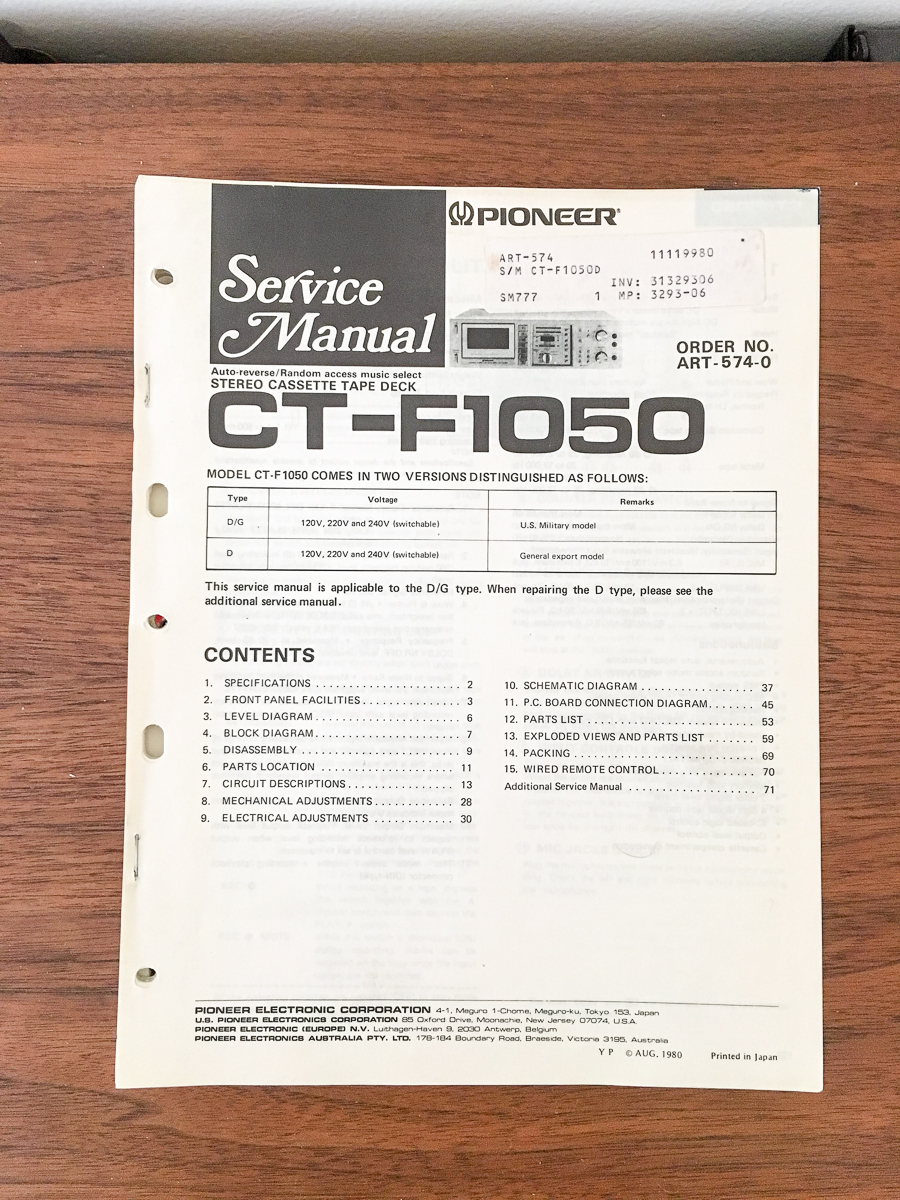 Service
Manual
PIONEER®
ART-574 11119980
S/M CT-F1050D
INV: 31329306
SM777 1 MP: 3293-06
ORDER NO.
ART-574-0
Auto-reverse/Random access music select
STEREO CASSETTE TAPE DECK
CT-F1050
MODEL CT-F1050 COMES IN TWO VERSIONS DISTINGUISHED AS FOLLOWS:
Type Voltage Remarks
D/G 120V, 220V and 240V (switchable) U.S. Military model
D 120V, 220V and 240V (switchable) General export model
This service manual is applicable to the D/G type. When repairing the D type, please see the
additional service manual.
CONTENTS
1. SPECIFICATIONS . . . . . . . . . . . . . . . . . . . . . . 2
2. FRONT PANEL FACILITIES . . . . . . . . . . . . . . . 3
3. LEVEL DIAGRAM . . . . . . . . . . . . . . . . . . . . . . 6
4. BLOCK DIAGRAM . . . . . . . . . . . . . . . . . . . . . . 7
5. DISASSEMBLY . . . . . . . . . . . . . . . . . . . . . . . . 9
6. PARTS LOCATION . . . . . . . . . . . . . . . . . . . . . 11
7. CIRCUIT DESCRIPTIONS . . . . . . . . . . . . . . . . . 13
8. MECHANICAL ADJUSTMENTS . . . . . . . . . . . . . 28
9. ELECTRICAL ADJUSTMENTS . . . . . . . . . . . . 30
10. SCHEMATIC DIAGRAM . . . . . . . . . . . . . . . . . 37
11. P.C. BOARD CONNECTION DIAGRAM . . . . . . . 45
12. PARTS LIST . . . . . . . . . . . . . . . . . . . . . . . . . 53
13. EXPLODED VIEWS AND PARTS LIST . . . . . . . 59
14. PACKING . . . . . . . . . . . . . . . . . . . . . . . . . . . 69
15. WIRED REMOTE CONTROL . . . . . . . . . . . . . . 70
Additional Service Manual . . . . . . . . . . . . . . . . . . . 71
PIONEER ELECTRONIC CORPORATION 4-1, Meguro 1-Chome, Meguro-ku, Tokyo 153, Japan
U.S. PIONEER ELECTRONICS CORPORATION 85 Oxford Drive, Moonachie, New Jersey 07074, U.S.A.
PIONEER ELECTRONIC (EUROPE) N.V. Luithagen-Haven 9, 2030 Antwerp, Belgium
PIONEER ELECTRONICS AUSTRALIA PTY. LTD. 178-184 Boundary Road, Braeside, Victoria 3195, Australia
Y P © AUG. 1980 Printed in Japan